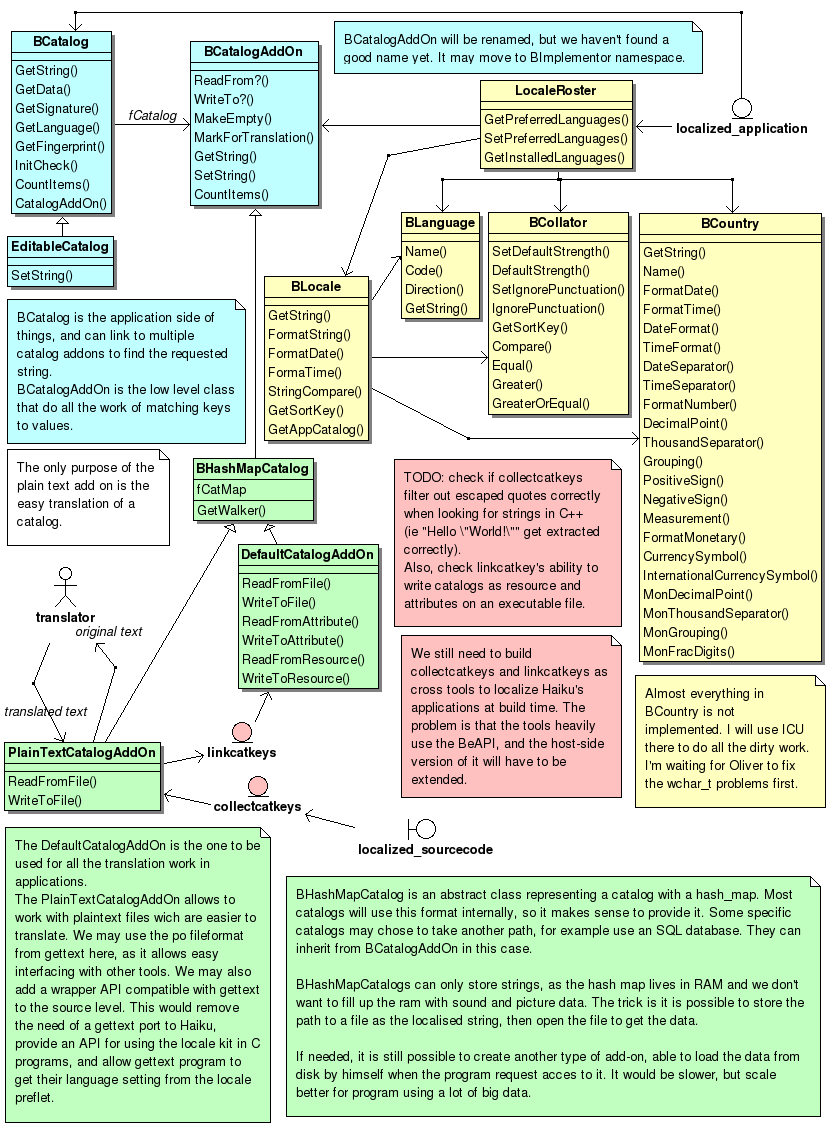 BCatalog
GetString()
GetData()
GetSignature()
GetLanguage()
GetFingerprint()
InitCheck()
CountItems()
CatalogAddOn()
fCatalog
BCatalogAddOn
ReadFrom?()
WriteTo?()
MakeEmpty()
MarkForTranslation()
GetString()
SetString()
CountItems()
BCatalogAddOn will be renamed, but we haven't found a
good name yet. It may move to BImplementor namespace.
LocaleRoster
GetPreferredLanguages()
SetPreferredLanguages()
GetInstalledLanguages()
localized_application
EditableCatalog
SetString()
BLanguage
Name()
Code()
Direction()
GetString()
BCollator
SetDefaultStrength()
DefaultStrength()
SetIgnorePunctuation()
IgnorePunctuation()
GetSortKey()
Compare()
Equal()
Greater()
GreaterOrEqual()
BCountry
GetString()
Name()
FormatDate()
FormatTime()
DateFormat()
TimeFormat()
DateSeparator()
TimeSeparator()
FormatNumber()
DecimalPoint()
ThousandSeparator()
Grouping()
PositiveSign()
NegativeSign()
Measurement()
FormatMonetary()
CurrencySymbol()
InternationalCurrencySymbol()
MonDecimalPoint()
MonThousandSeparator()
MonGrouping()
MonFracDigits()
BLocale
GetString()
FormatString()
FormatDate()
FormaTime()
StringCompare()
GetSortKey()
GetAppCatalog()
BCatalog is the application side of
things, and can link to multiple
catalog addons to find the requested
string.
BCatalogAddOn is the low level class
that do all the work of matching keys
to values.
The only purpose of the
plain text add on is the
easy translation of a
catalog.
BHashMapCatalog
fCatMap
GetWalker()
TODO: check if collectcatkeys
filter out escaped quotes correctly
when looking for strings in C++
(ie "Hello \"World!\"" get extracted
correctly).
Also, check linkcatkey's ability to
write catalogs as resource and
attributes on an executable file.
DefaultCatalogAddOn
ReadFromFile()
WriteToFile()
ReadFromAttribute()
WriteToAttribute()
ReadFromResource()
WriteToResource()
translator
original text
translated text
We still need to build
collectcatkeys and linkcatkeys as
cross tools to localize Haiku's
applications at build time. The
problem is that the tools heavily
use the BeAPI, and the host-side
version of it will have to be
extended.
Almost everything in
BCountry is not
implemented. I will use ICU
there to do all the dirty work.
I'm waiting for Oliver to fix
the wchar_t problems first.
PlainTextCatalogAddOn
ReadFromFile()
WriteToFile()
linkcatkeys
collectcatkeys
localized_sourcecode
The DefaultCatalogAddOn is the one to be
used for all the translation work in
applications.
The PlainTextCatalogAddOn allows to
work with plaintext files wich are easier to
translate. We may use the po fileformat
from gettext here, as it allows easy
interfacing with other tools. We may also
add a wrapper API compatible with gettext
to the source level. This would remove
the need of a gettext port to Haiku,
provide an API for using the locale kit in C
programs, and allow gettext program to
get their language setting from the locale
preflet.
BHashMapCatalog is an abstract class representing a catalog with a hash_map. Most
catalogs will use this format internally, so it makes sense to provide it. Some specific
catalogs may chose to take another path, for example use an SQL database. They can
inherit from BCatalogAddOn in this case.
BHashMapCatalogs can only store strings, as the hash map lives in RAM and we don't
want to fill up the ram with sound and picture data. The trick is it is possible to store the
path to a file as the localised string, then open the file to get the data.
If needed, it is still possible to create another type of add-on, able to load the data from
disk by himself when the program request acces to it. It would be slower, but scale
better for program using a lot of big data.